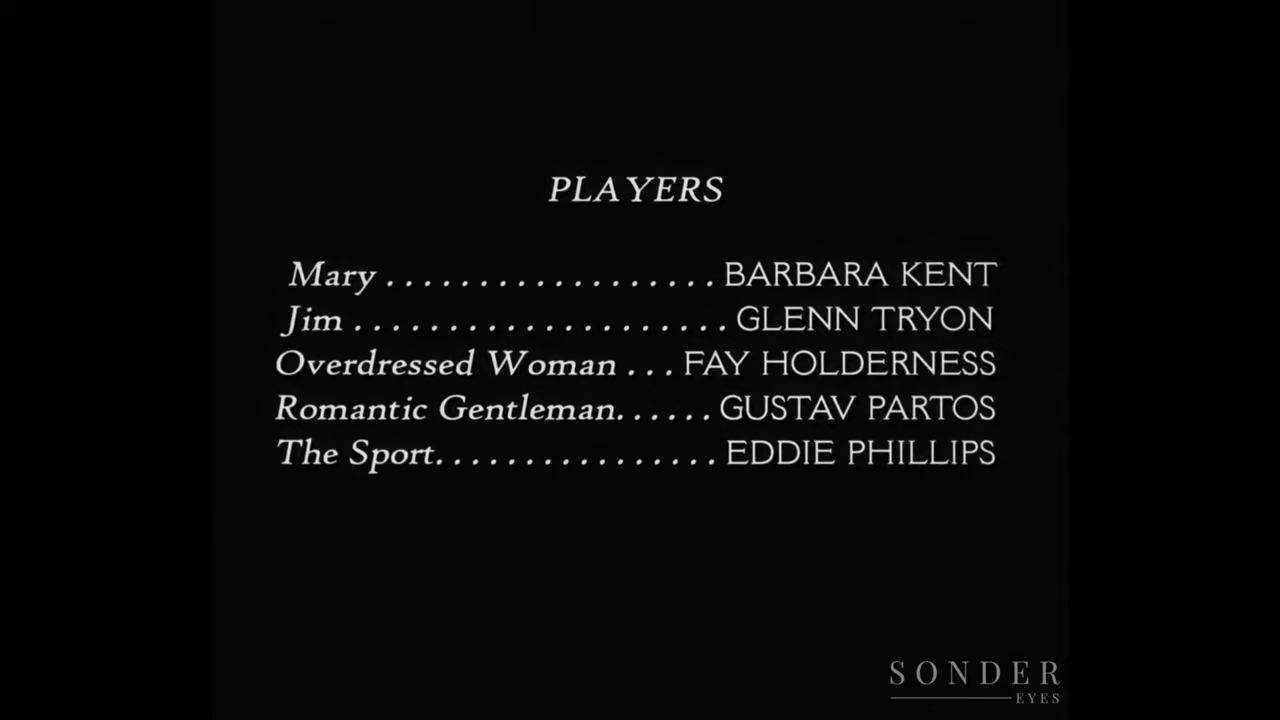 PLAYERS
Mary . . . . . . . . . . . . . . . . . . BARBARA KENT
Jim . . . . . . . . . . . . . . . . . . . . . GLENN TRYON
Overdressed Woman . . . FAY HOLDERNESS
Romantic Gentleman. . . . . . GUSTAV PARTOS
The Sport. . . . . . . . . . . . . . . . EDDIE PHILLIPS
SONDER
EYES